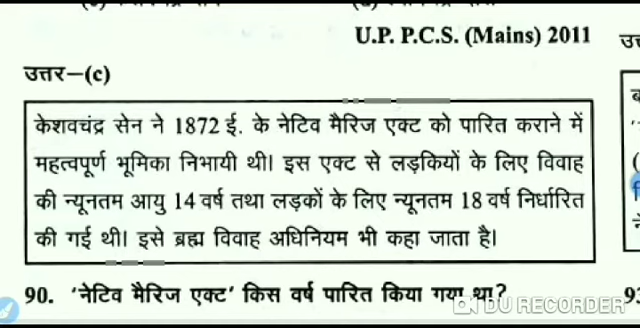 U.P. P.C.S. (Mains) 2011
उत्तर–(c)
केशवचंद्र सेन ने 1872 ई. के नेटिव मैरिज एक्ट को पारित कराने में
महत्वपूर्ण भूमिका निभायी थी। इस एक्ट से लड़कियों के लिए विवाह
की न्यूनतम आयु 14 वर्ष तथा लड़कों के लिए न्यूनतम 18 वर्ष निर्धारित
की गई थी। इसे ब्रह्म विवाह अधिनियम भी कहा जाता है।
90. 'नेटिव मैरिज एक्ट' किस वर्ष पारित किया गया था?
DU RECORDER